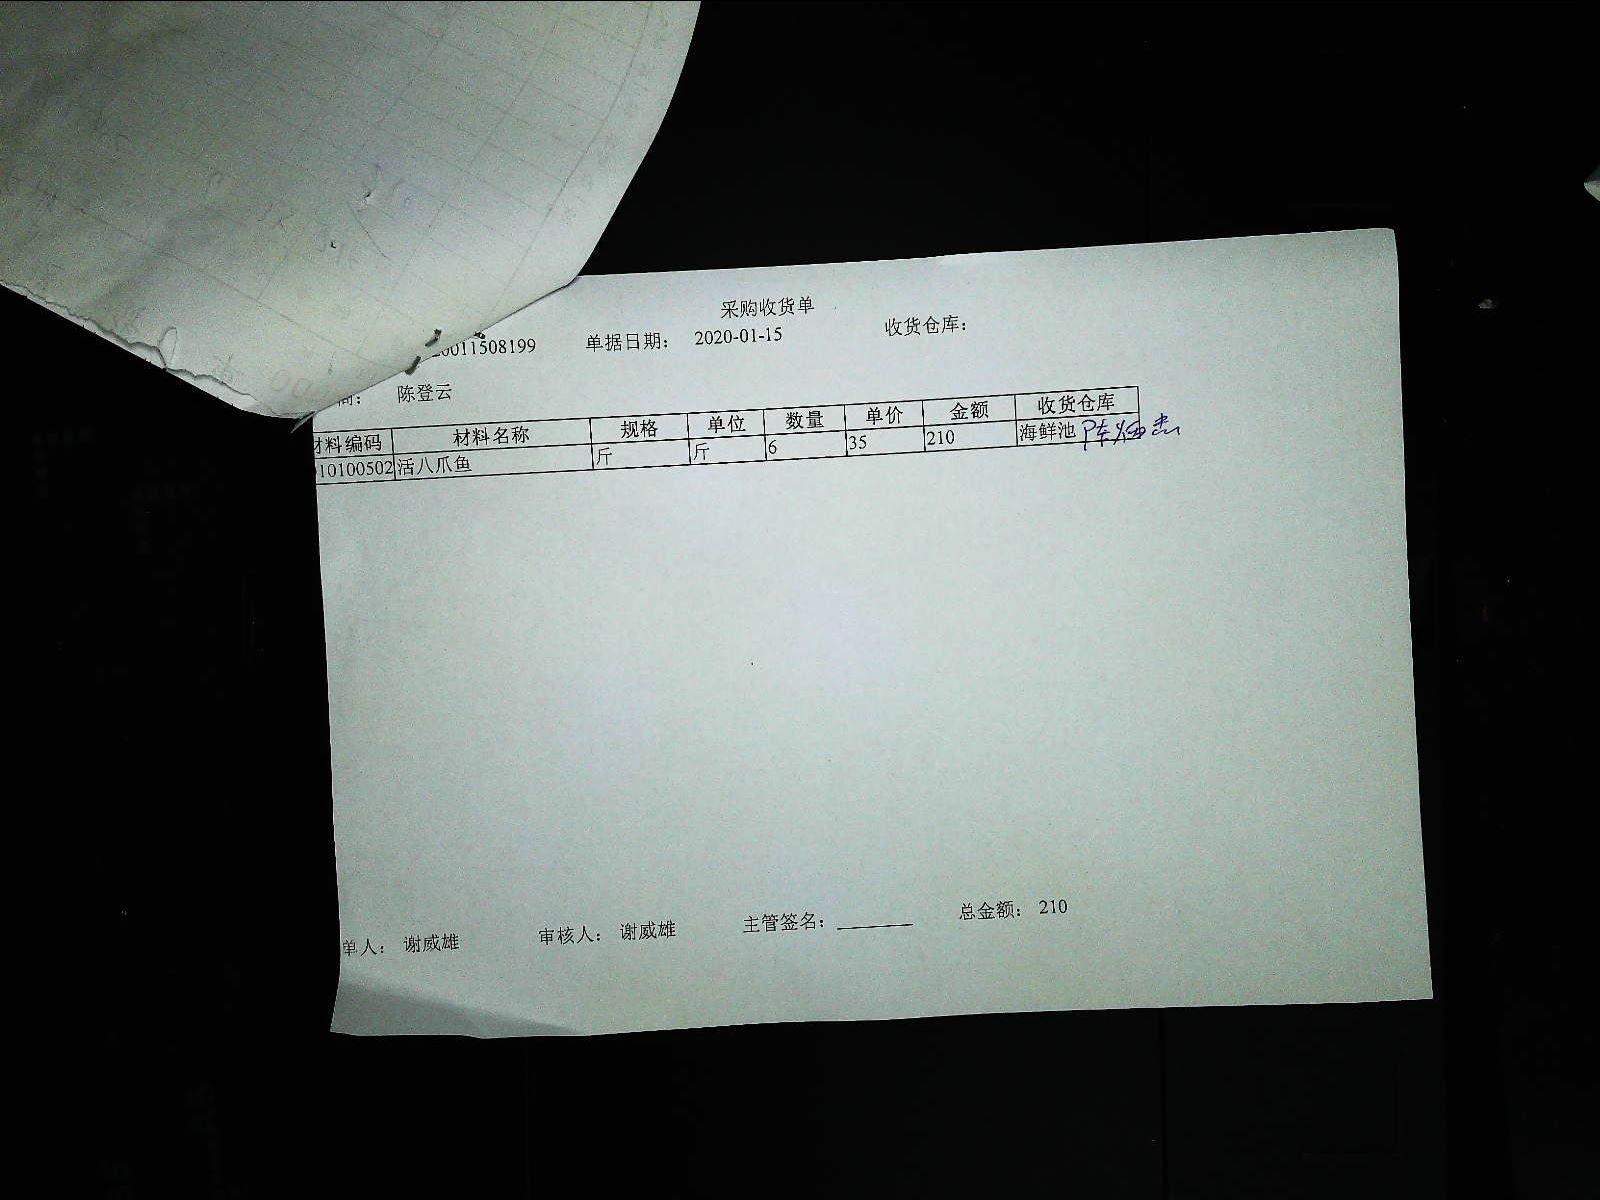 采购收货单
20011508199 单据日期： 2020-01-15 收货仓库：
商： 陈登云
材料编码 材料名称 规格 单位 数量 单价 金额 收货仓库
10100502 活八爪鱼 斤 斤 6 35 210 海鲜池
单人： 谢威雄 审核人： 谢威雄 主管签名： 总金额： 210